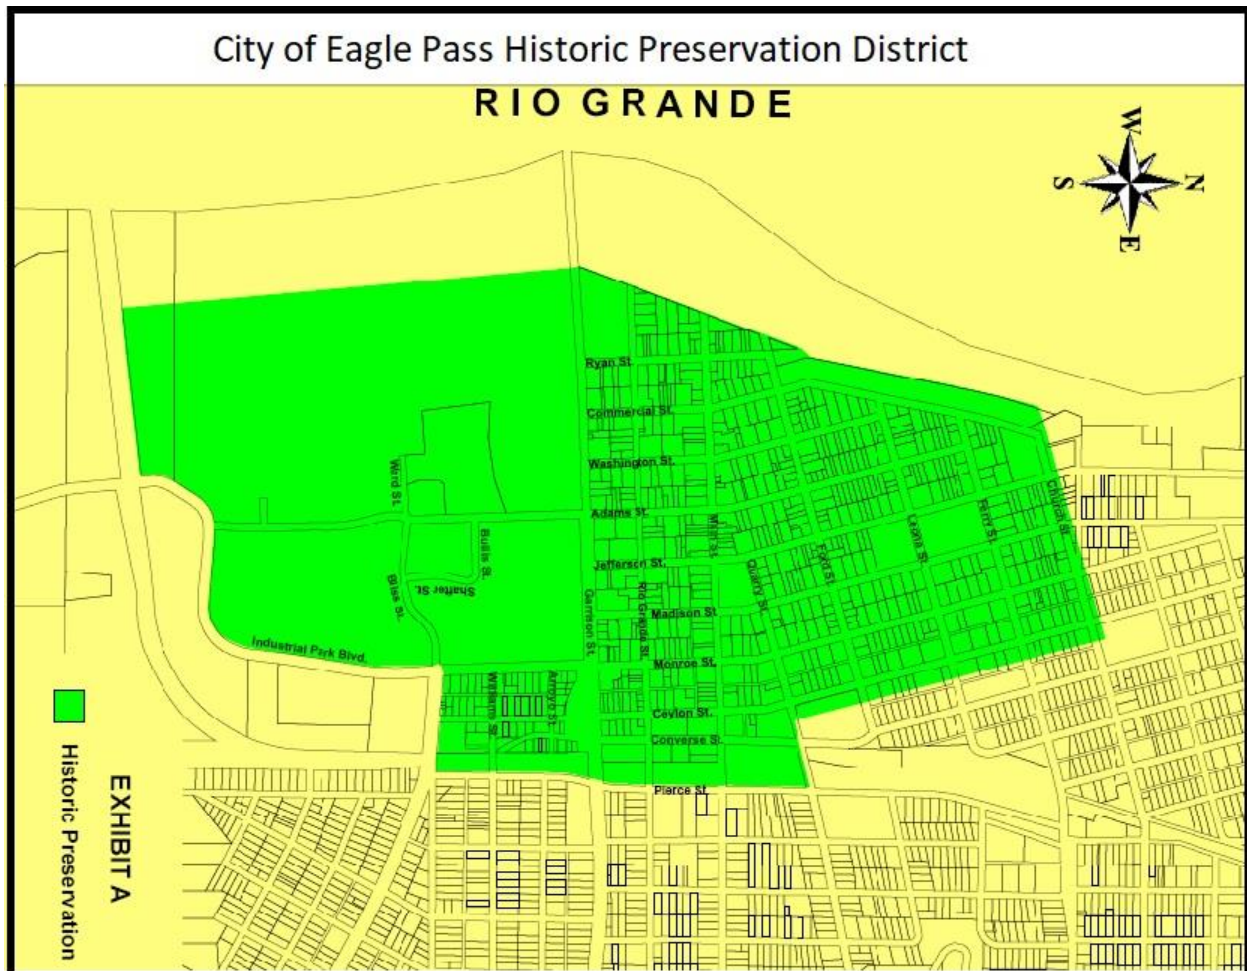 City of Eagle Pass Historic Preservation District
RIO GRANDE
W
S
N
E
Ryan St.
Commercial St.
Washington St.
Ward St.
Adams St.
Main St.
Church St.
Ferry St.
Leona St.
Ford St.
Quarry St.
Bullis St.
Jefferson St.
Shafter St.
Bliss St.
Garrison St.
Rio Grande St.
Madison St.
Industrial Park Blvd.
Monroe St.
Williams St.
Arroyo St.
Ceylon St.
Converse St.
Pierce St.
Historic Preservation
EXHIBIT A